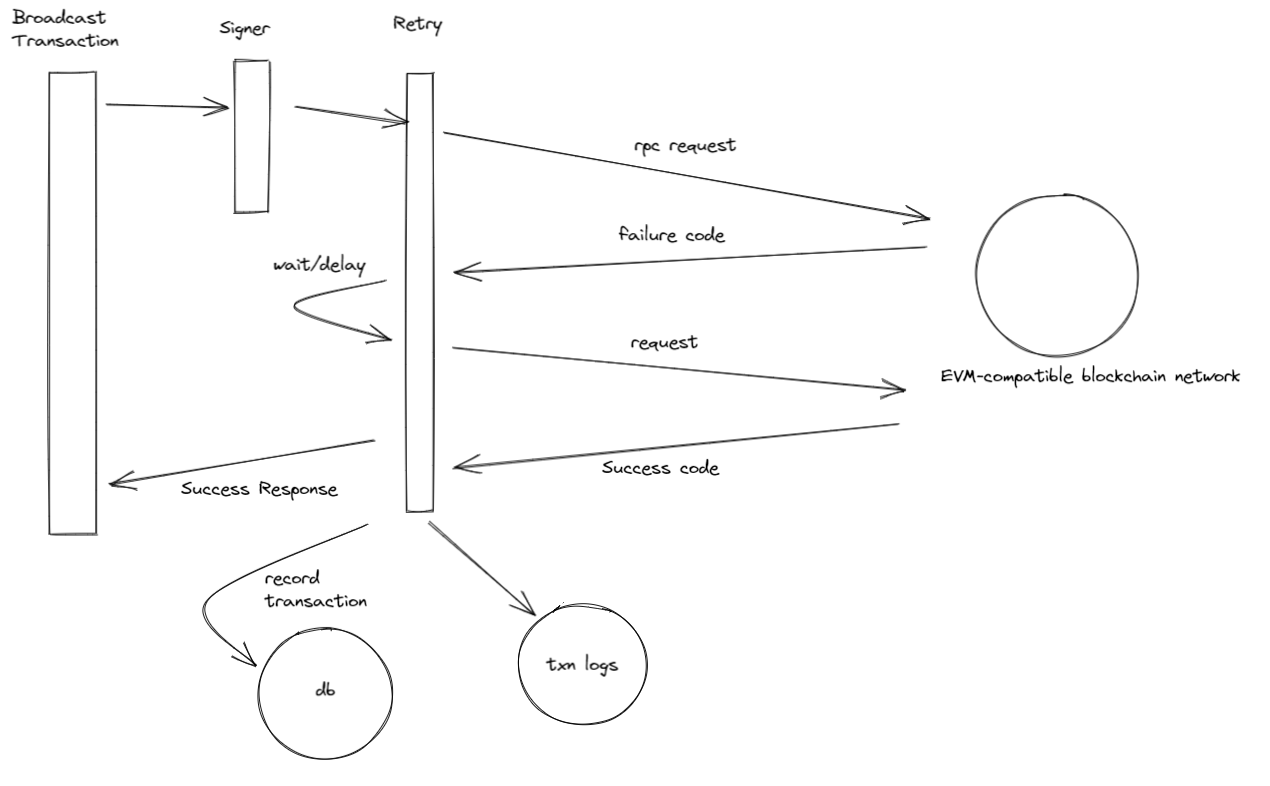 Broadcast
Transaction
Signer
Retry
rpc request
failure code
wait/delay
request
EVM-compatible blockchain network
Success code
Success Response
record
transaction
txn logs
db